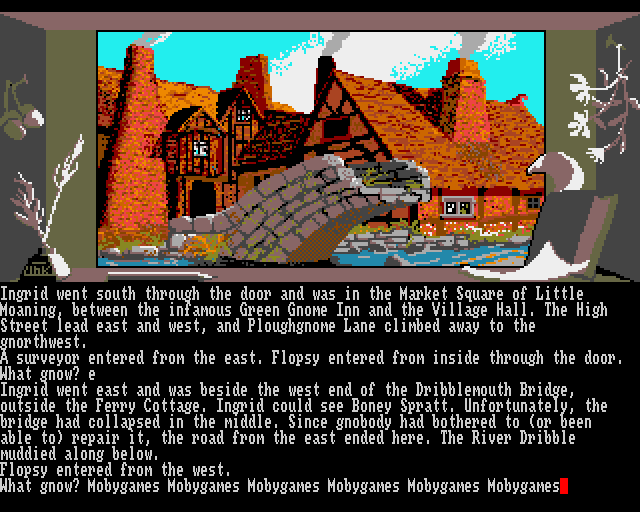 INK
Ingrid went south through the door and was in the Market Square of Little
Moaning, between the infamous Green Gnome Inn and the Village Hall. The High
Street lead east and west, and Ploughgnome Lane climbed away to the
gnorthwest.
A surveyor entered from the east. Flopsy entered from inside through the door.
What gnow? e
Ingrid went east and was beside the west end of the Dribblemouth Bridge,
outside the Ferry Cottage. Ingrid could see Boney Spratt. Unfortunately, the
bridge had collapsed in the middle. Since gnobody had bothered to (or been
able to) repair it, the road from the east ended here. The River Dribble
muddied along below.
Flopsy entered from the west.
What gnow? Mobygames Mobygames Mobygames Mobygames Mobygames Mobygames